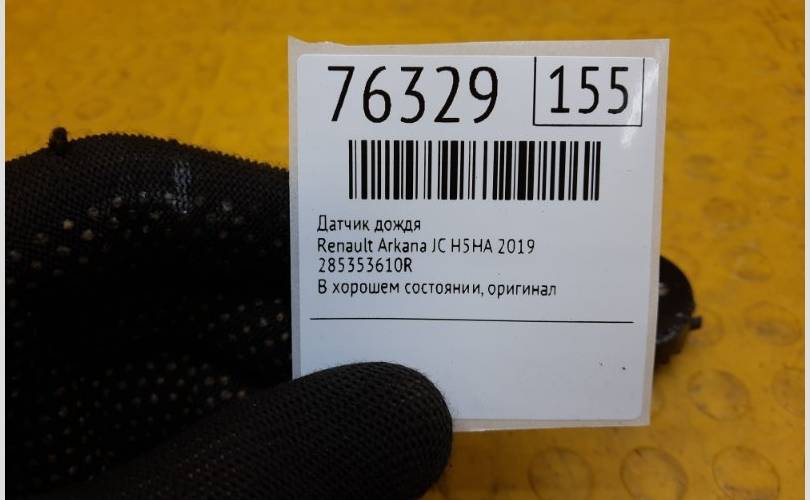 76329 155
Датчик дождя
Renault Arkana JC H5HA 2019
285353610R
В хорошем состоянии, оригинал